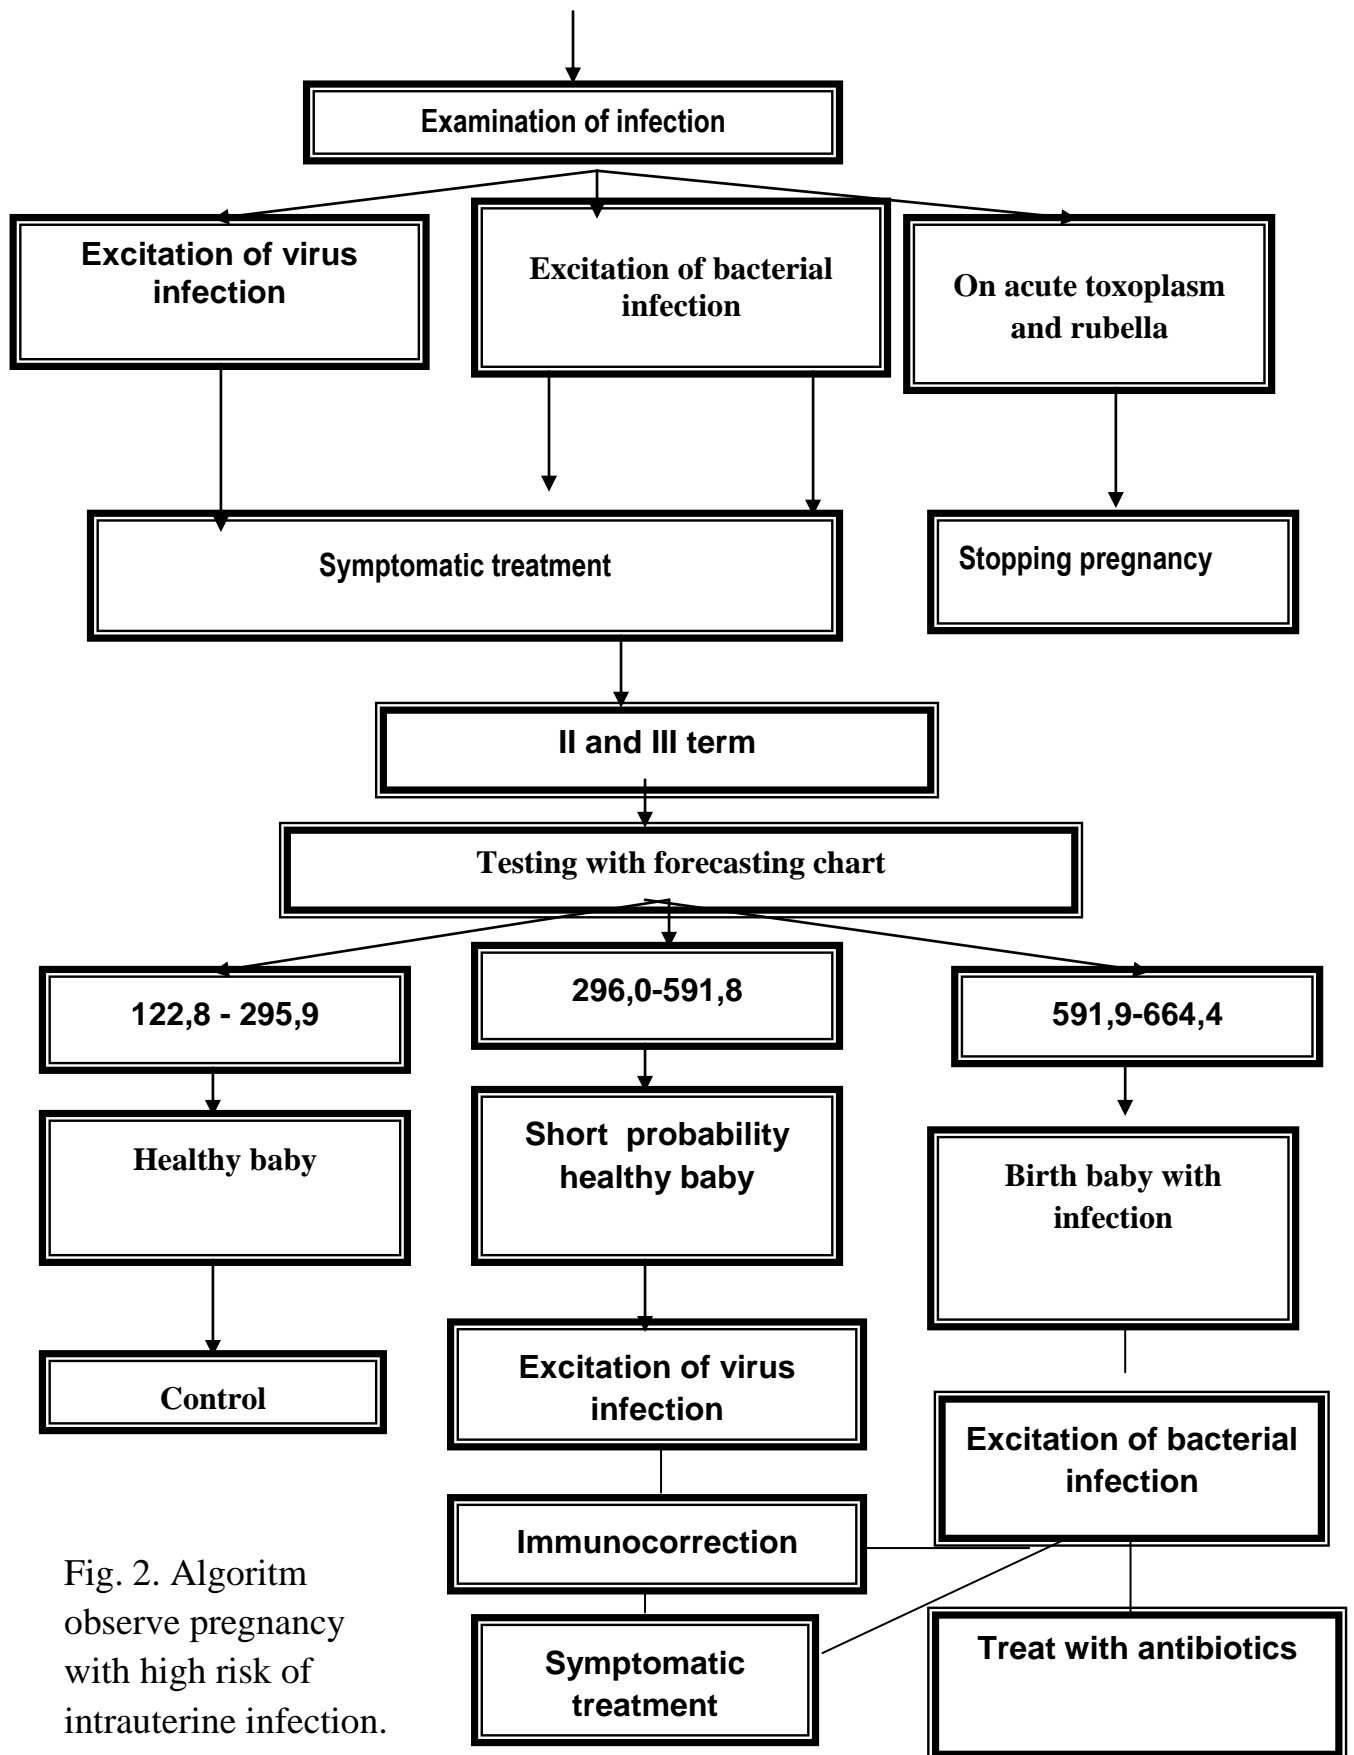 Examination of infection
Excitation of virus
infection
Excitation of bacterial
infection
On acute toxoplasm
and rubella
Symptomatic treatment
Stopping pregnancy
II and III term
Testing with forecasting chart
122,8 - 295,9
296,0-591,8
591,9-664,4
Healthy baby
Short probability
healthy baby
Birth baby with
infection
Control
Excitation of virus
infection
Excitation of bacterial
infection
Immunocorrection
Symptomatic
treatment
Treat with antibiotics
Fig. 2. Algoritm
observe pregnancy
with high risk of
intrauterine infection.